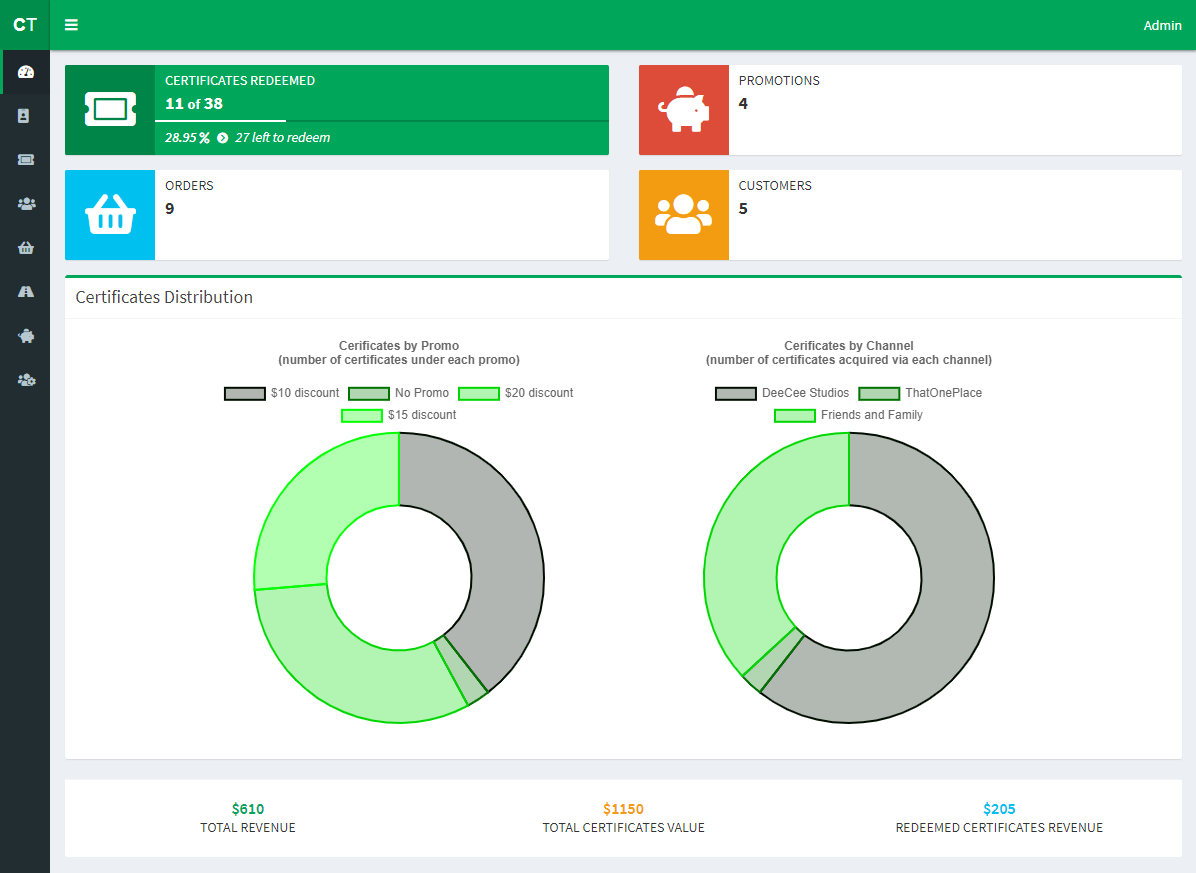 CT
Admin
CERTIFICATES REDEEMED
11 of 38
28.95% 27 left to redeem
PROMOTIONS
4
ORDERS
9
CUSTOMERS
5
Certificates Distribution
Cerificates by Promo
(number of certificates under each promo)
$10 discount No Promo $20 discount
$15 discount
Cerificates by Channel
(number of certificates acquired via each channel)
DeeCee Studios ThatOnePlace
Friends and Family
$610
TOTAL REVENUE
$1150
TOTAL CERTIFICATES VALUE
$205
REDEEMED CERTIFICATES REVENUE